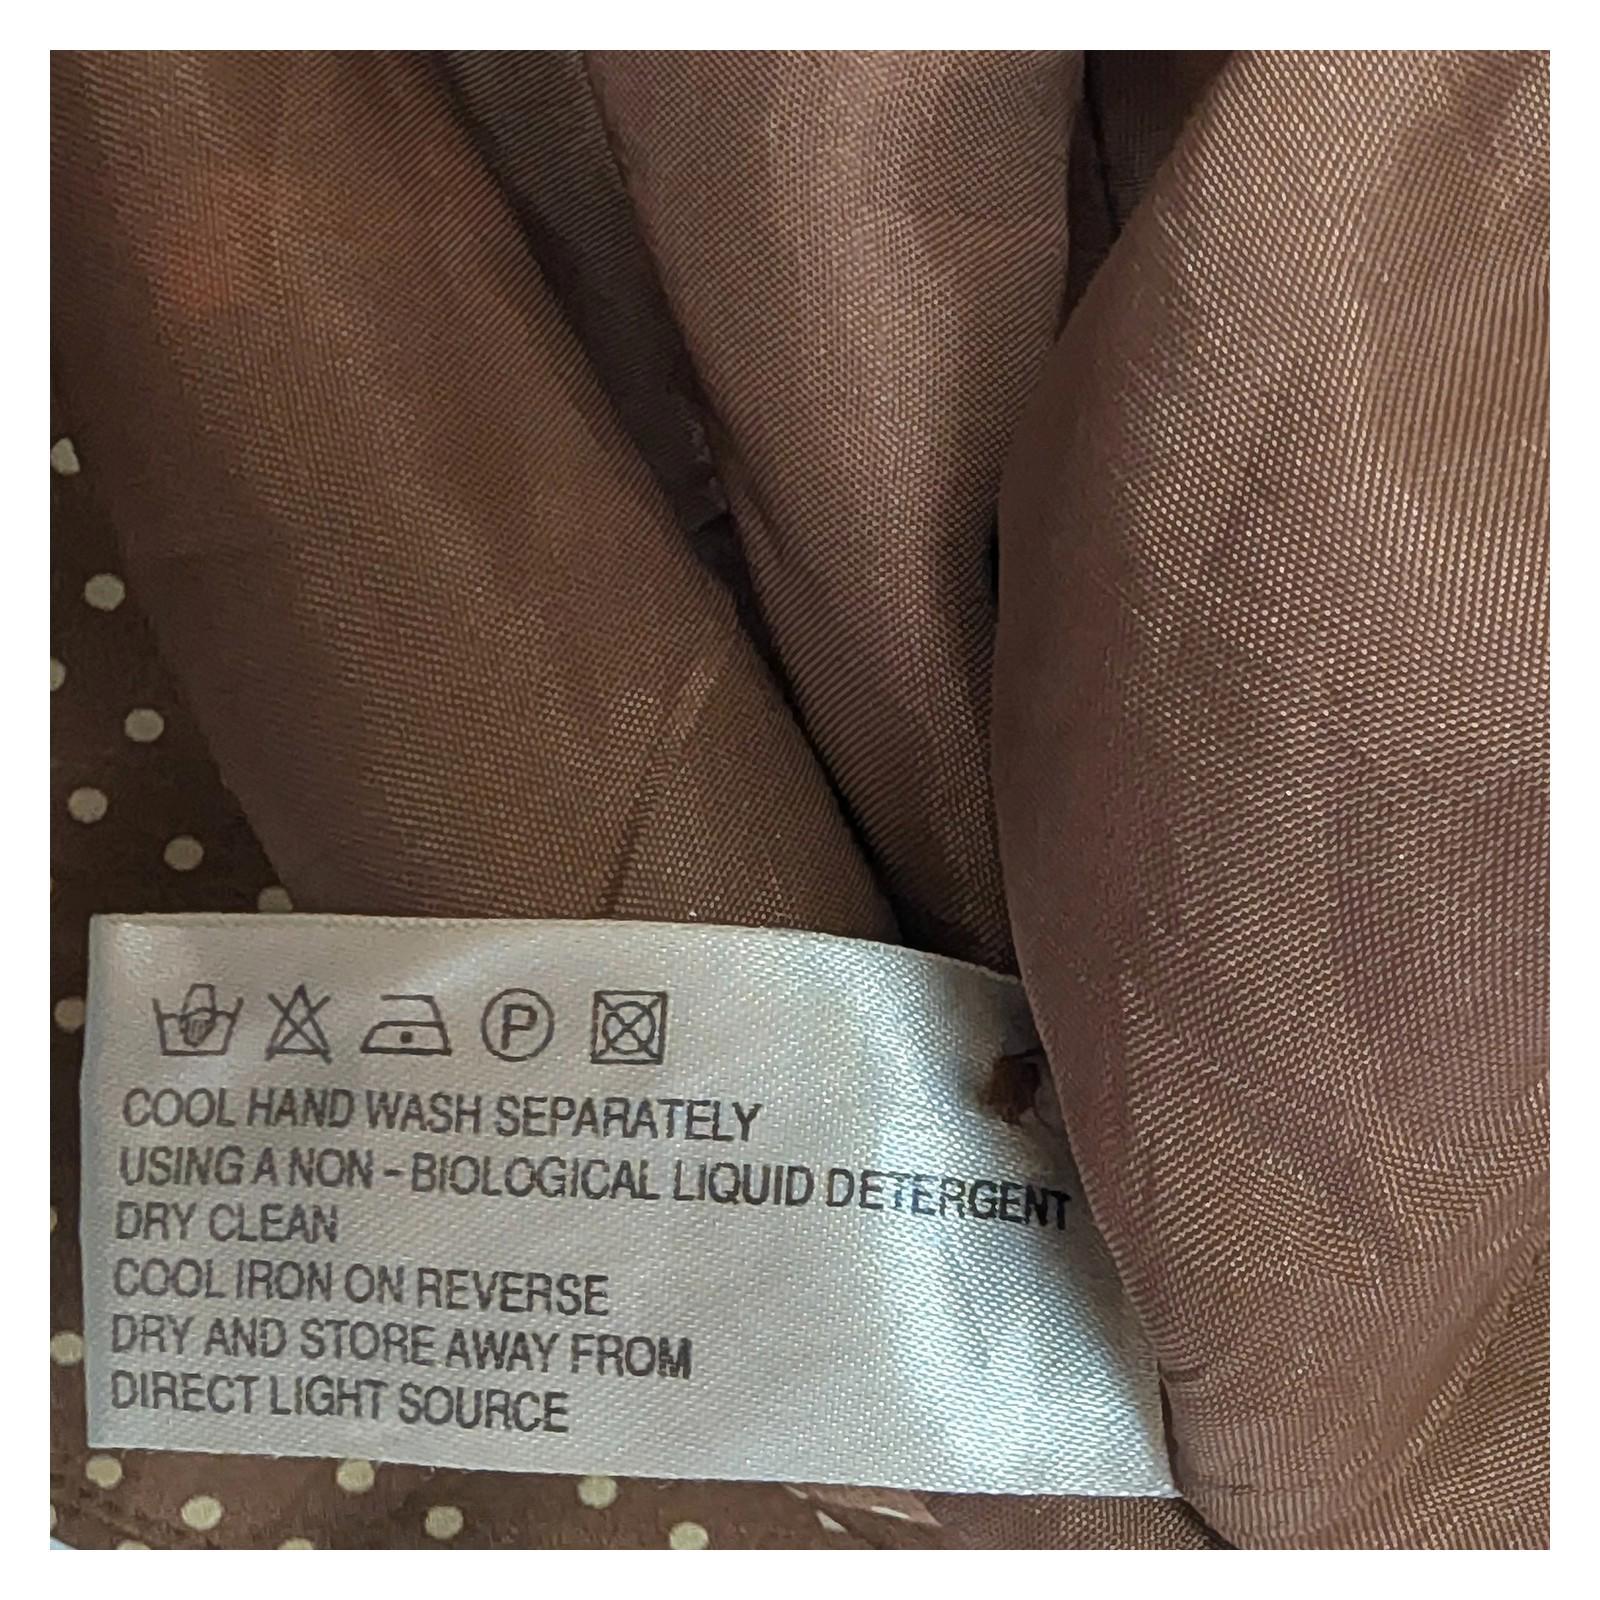 P
COOL HAND WASH SEPARATELY
USING A NON - BIOLOGICAL LIQUID DETERGENT
DRY CLEAN
COOL IRON ON REVERSE
DRY AND STORE AWAY FROM
DIRECT LIGHT SOURCE